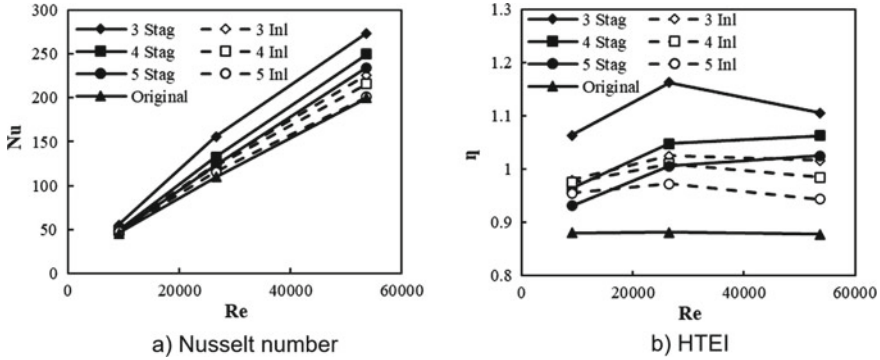 300
250
200
150
100
50
0
Nu
3 Stag
3 Inl
4 Stag
4 Inl
5 Stag
5 Inl
Original
0
20000
40000
60000
Re
a) Nusselt number
1.3
1.2
1.1
1
0.9
0.8
η
3 Stag
3 Inl
4 Stag
4 Inl
5 Stag
5 Inl
Original
0
20000
40000
60000
Re
b) HTEI